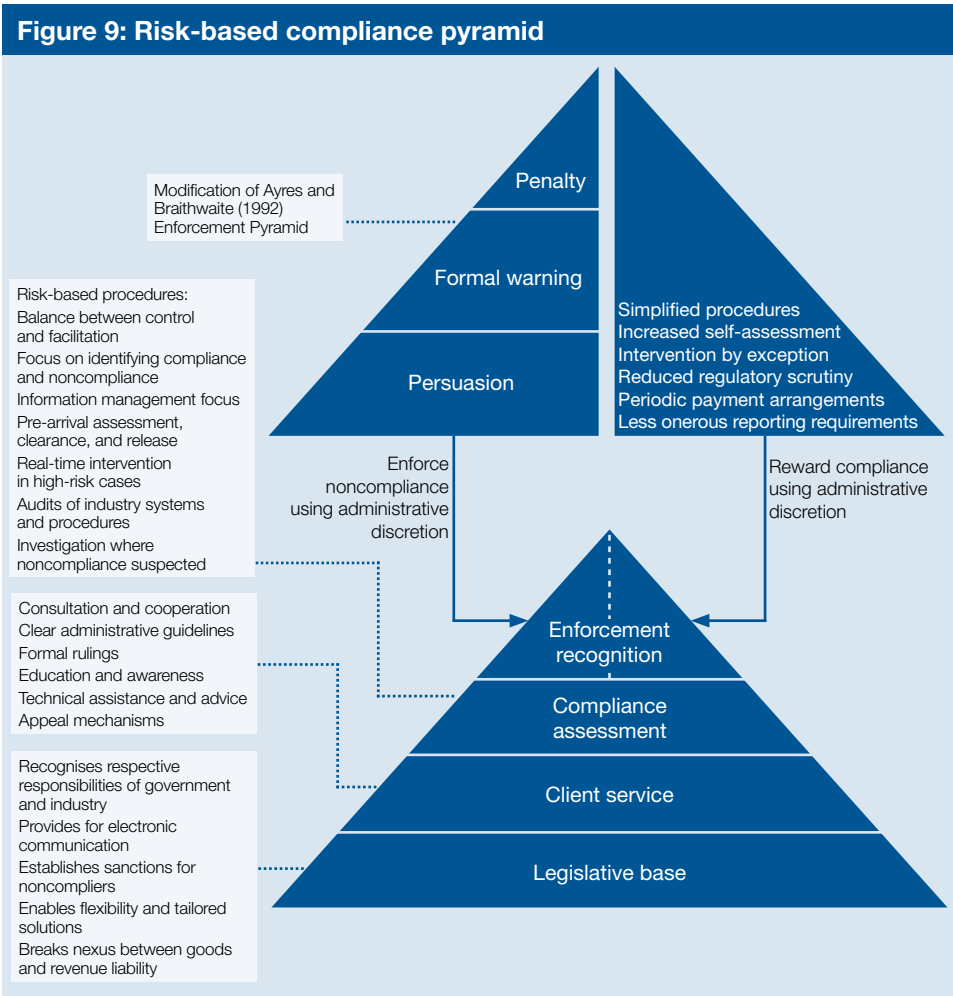 Figure 9: Risk-based compliance pyramid
Penalty
Formal warning
Persuasion
Modification of Ayres and
Braithwaite (1992)
Enforcement Pyramid
Simplified procedures
Increased self-assessment
Intervention by exception
Reduced regulatory scrutiny
Periodic payment arrangements
Less onerous reporting requirements
Risk-based procedures:
Balance between control
and facilitation
Focus on identifying compliance
and noncompliance
Information management focus
Pre-arrival assessment,
clearance, and release
Real-time intervention
in high-risk cases
Audits of industry systems
and procedures
Investigation where
noncompliance suspected
Enforce
noncompliance
using administrative
discretion
Reward compliance
using administrative
discretion
Enforcement
recognition
Compliance
assessment
Client service
Legislative base
Consultation and cooperation
Clear administrative guidelines
Formal rulings
Education and awareness
Technical assistance and advice
Appeal mechanisms
Recognises respective
responsibilities of government
and industry
Provides for electronic
communication
Establishes sanctions for
noncompliers
Enables flexibility and tailored
solutions
Breaks nexus between goods
and revenue liability